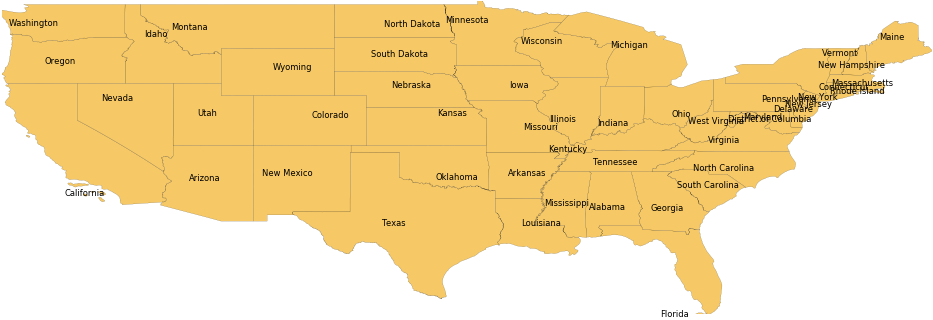 Washington
Idaho
Montana
North Dakota
Minnesota
Wisconsin
Michigan
Maine
Vermont
New Hampshire
Oregon
Wyoming
South Dakota
Nebraska
Iowa
Massachusetts
Connecticut
Rhode Island
Nevada
Utah
Colorado
Kansas
Missouri
Illinois
Indiana
Ohio
Pennsylvania
New York
New Jersey
Delaware
Maryland
District of Columbia
West Virginia
Virginia
Kentucky
Tennessee
North Carolina
South Carolina
California
Arizona
New Mexico
Oklahoma
Arkansas
Mississippi
Alabama
Georgia
Texas
Louisiana
Florida